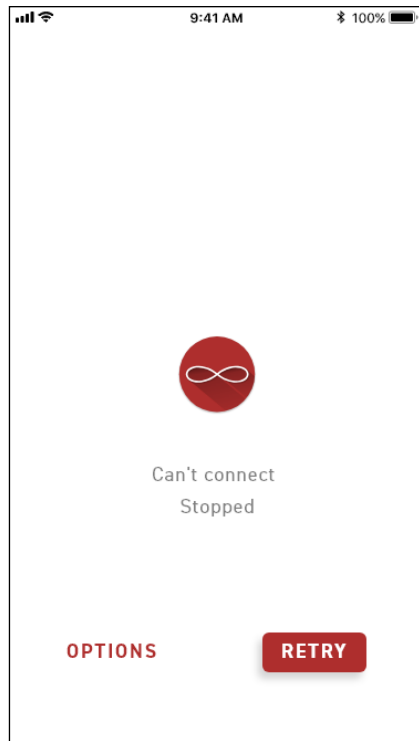 9:41 AM
100%
Can't connect
Stopped
OPTIONS
RETRY